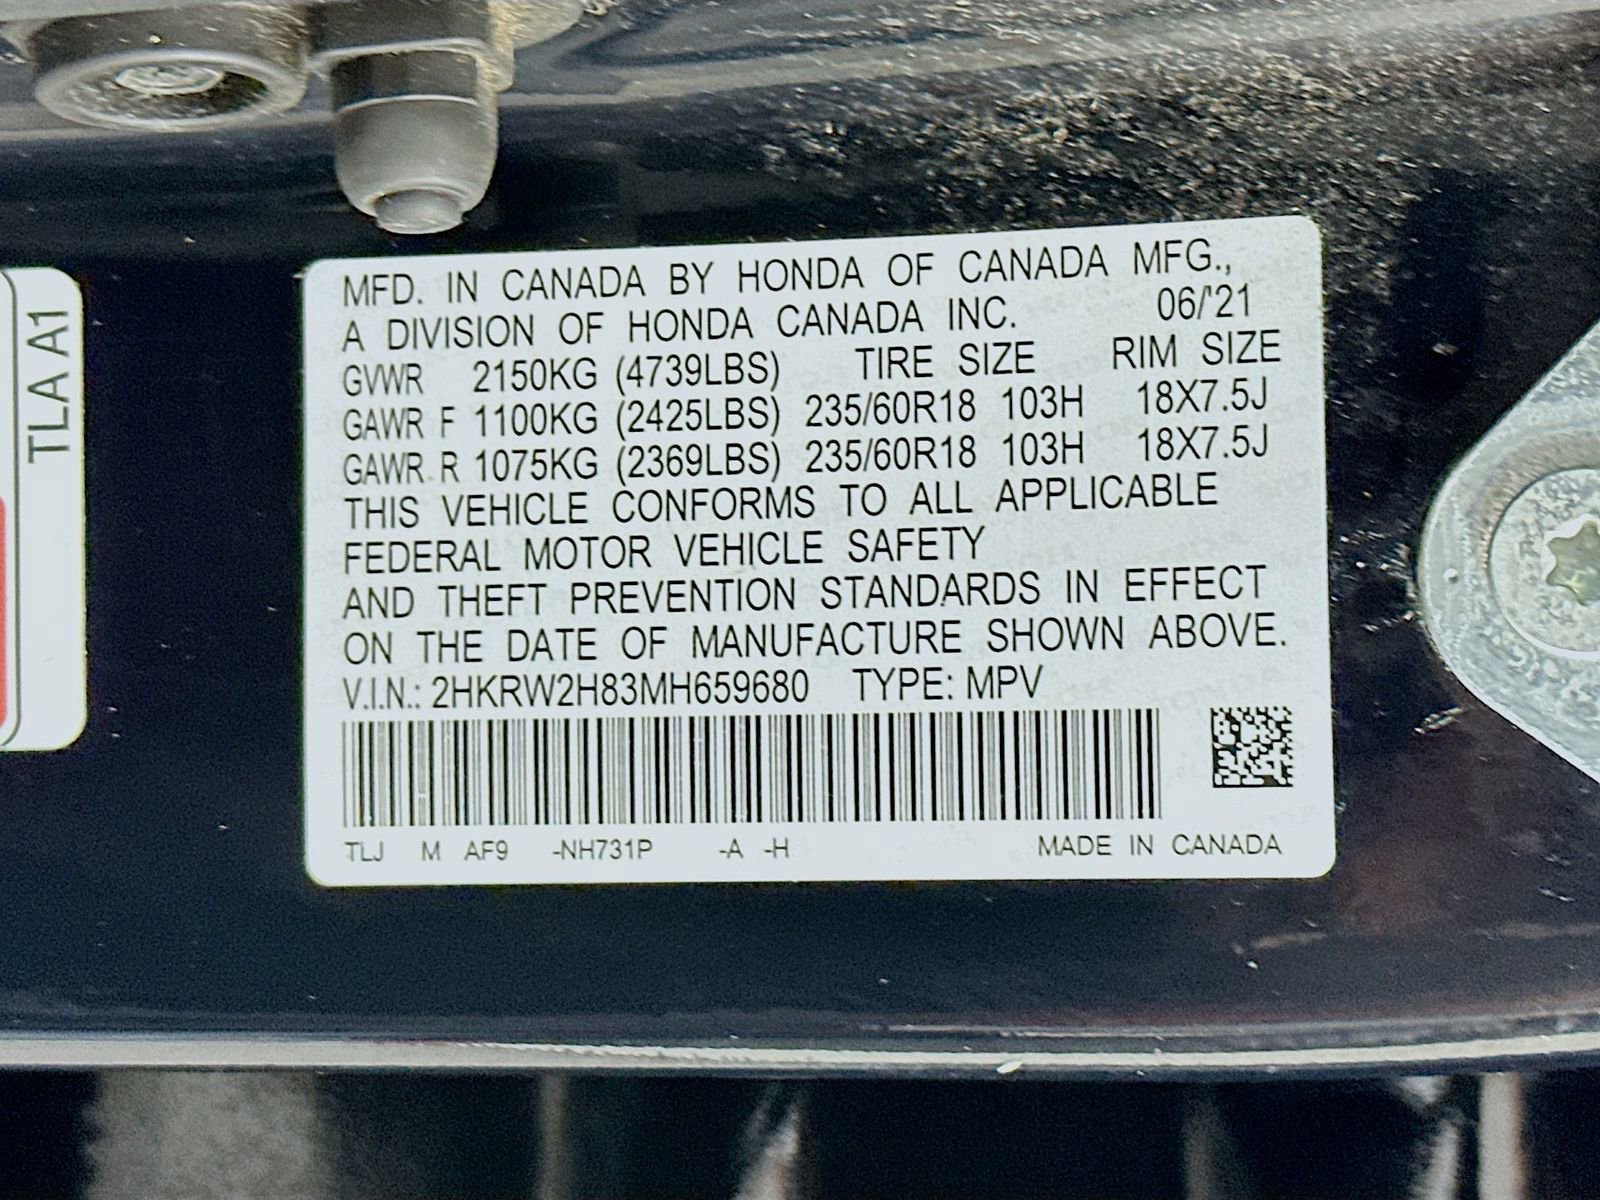 MFD. IN CANADA BY HONDA OF CANADA MFG.,
A DIVISION OF HONDA CANADA INC. 06/'21
GVWR 2150KG (4739LBS) TIRE SIZE RIM SIZE
GAWR F 1100KG (2425LBS) 235/60R18 103H 18X7.5J
GAWR R 1075KG (2369LBS) 235/60R18 103H 18X7.5J
THIS VEHICLE CONFORMS TO ALL APPLICABLE
FEDERAL MOTOR VEHICLE SAFETY
AND THEFT PREVENTION STANDARDS IN EFFECT
ON THE DATE OF MANUFACTURE SHOWN ABOVE.
V.I.N.: 2HKRW2H83MH659680 TYPE: MPV
TLJ M AF9 -NH731P -A -H MADE IN CANADA
TLA A1